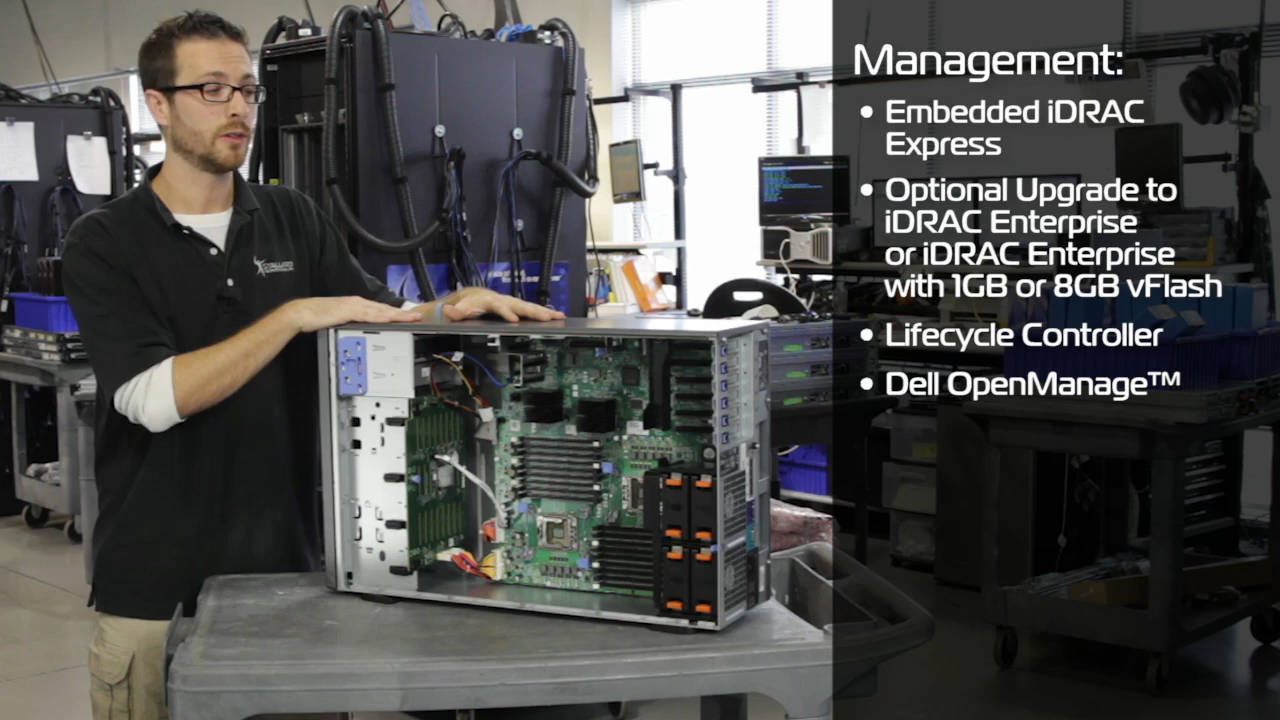 Management:
• Embedded iDRAC
Express
• Optional Upgrade to
iDRAC Enterprise
or iDRAC Enterprise
with 1GB or 8GB vFlash
• Lifecycle Controller
• Dell OpenManage™